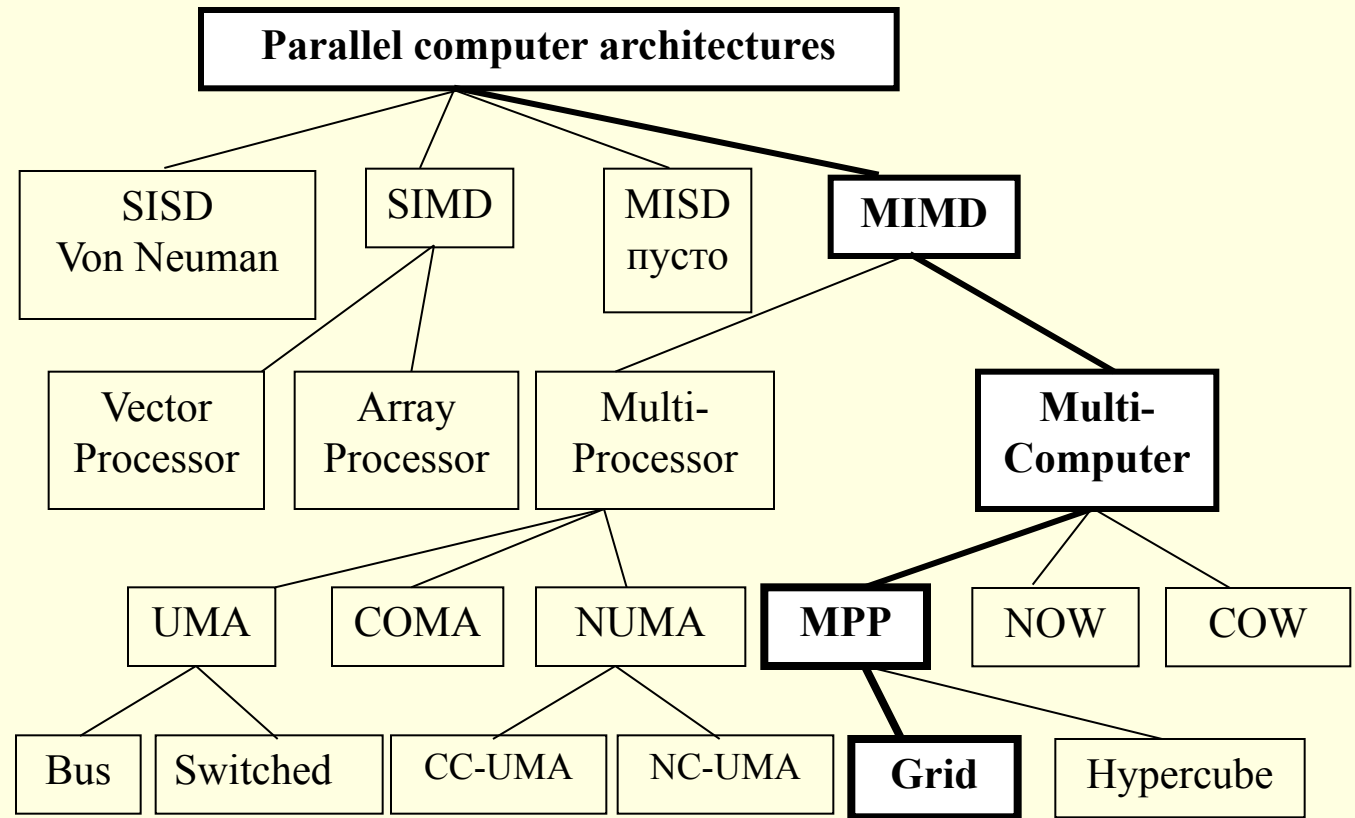 Parallel computer architectures
SISD
Von Neuman
SIMD
MISD
пусто
MIMD
Vector
Processor
Array
Processor
Multi-
Processor
Multi-
Computer
UMA
COMA
NUMA
MPP
NOW
COW
Bus
Switched
CC-UMA
NC-UMA
Grid
Hypercube